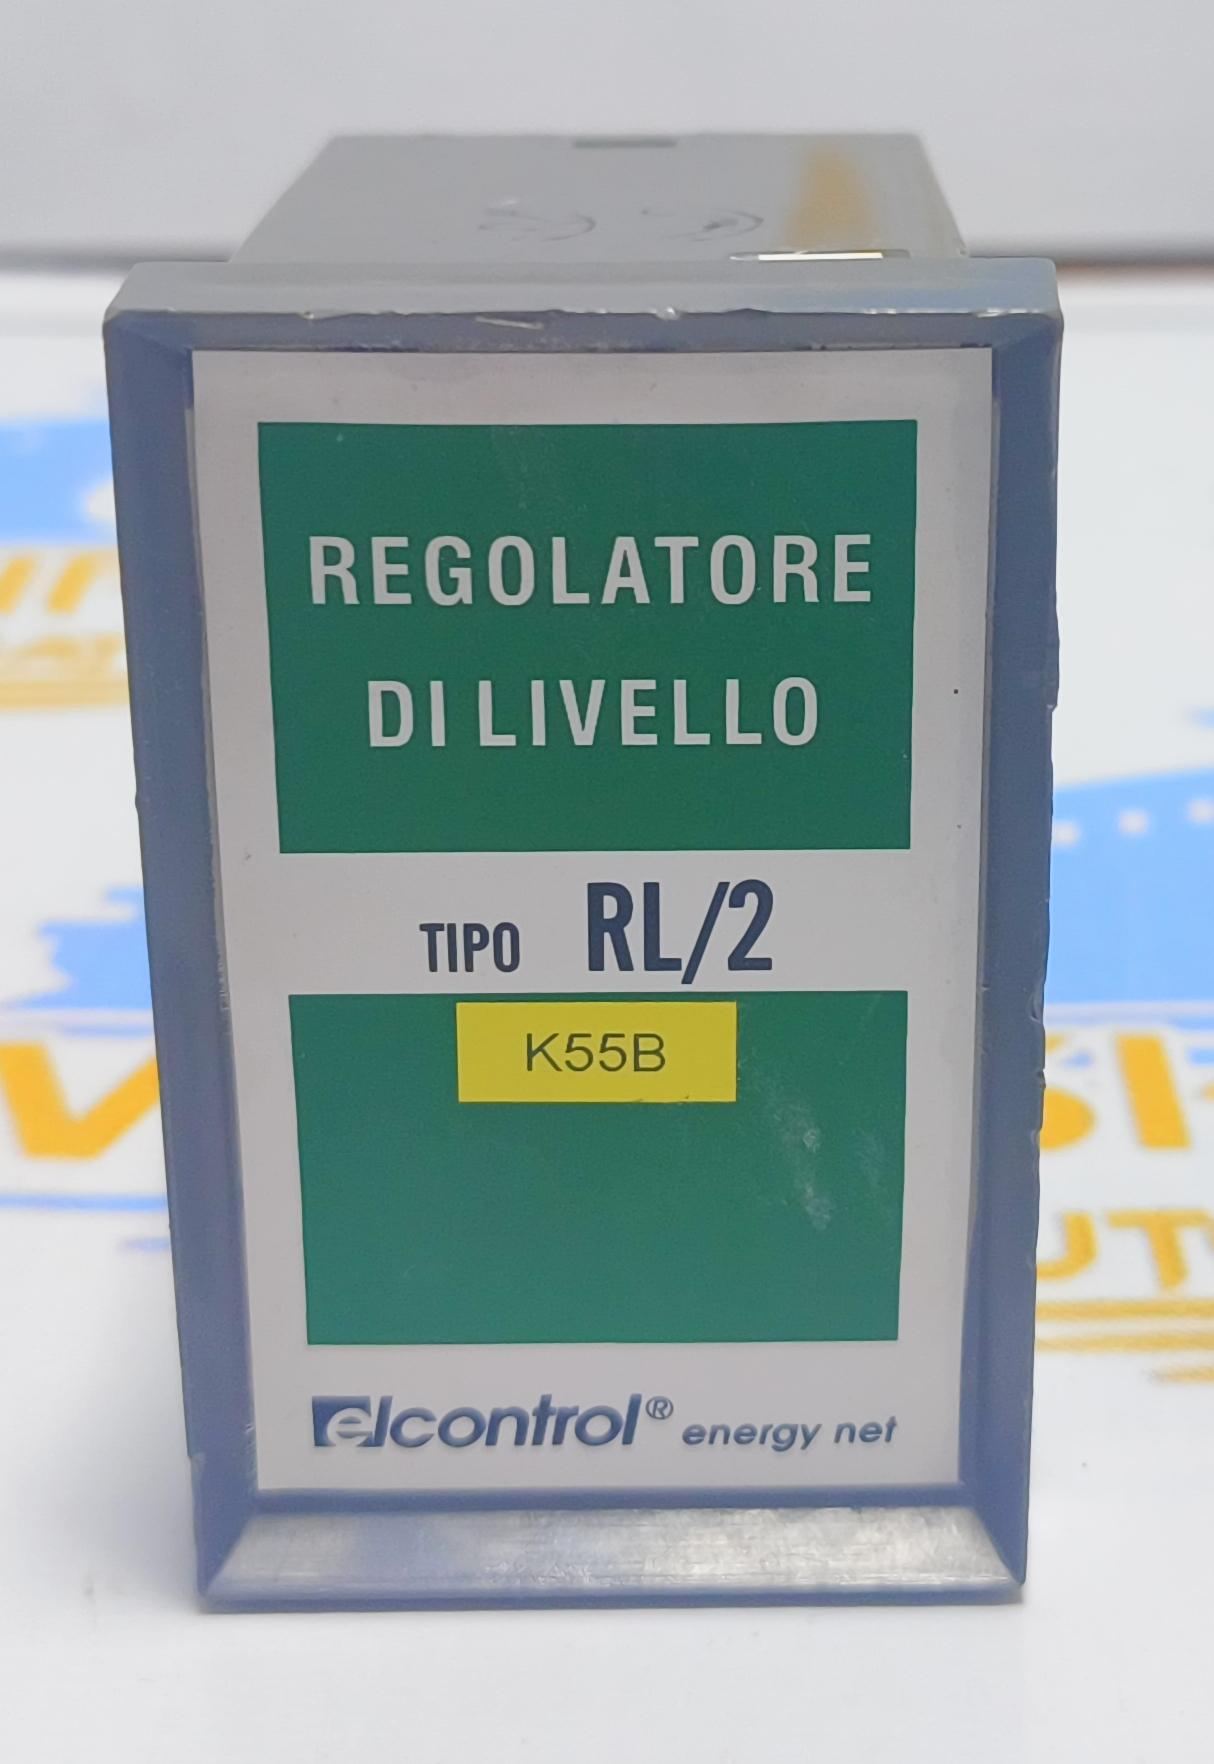 REGOLATORE
DI LIVELLO
TIPO RL/2
K55B
elcontrol® energy net